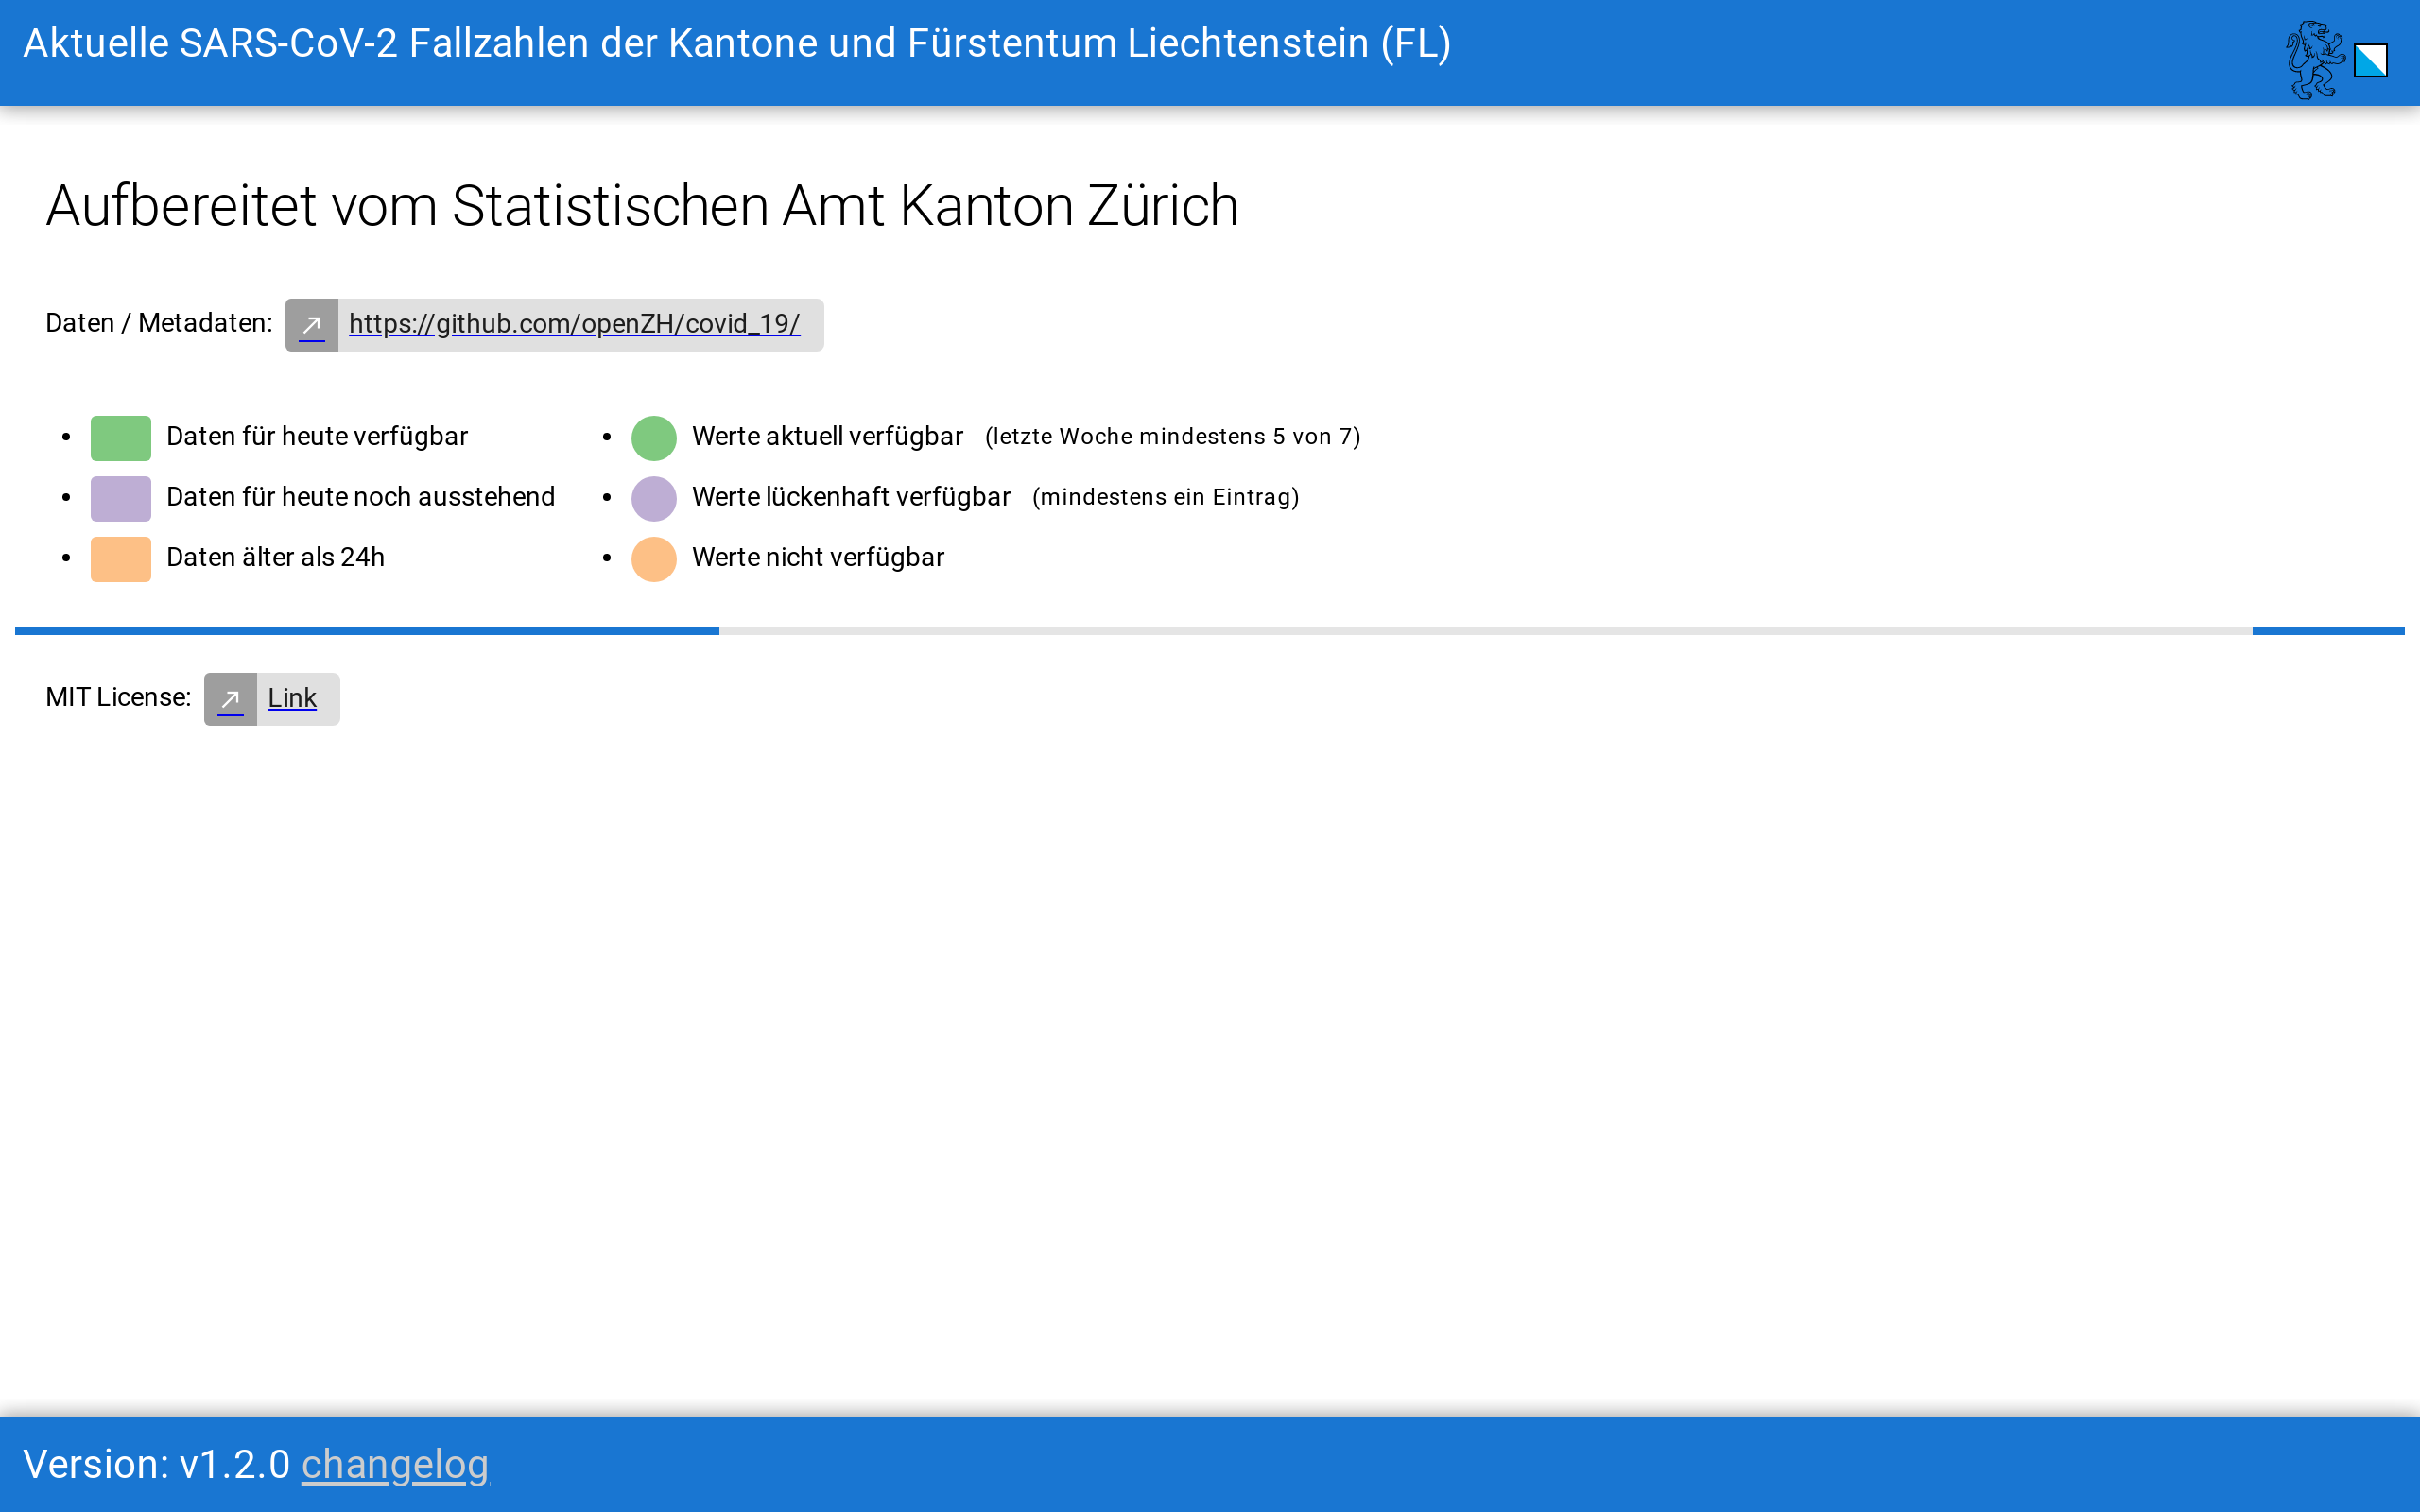 Aktuelle SARS-CoV-2 Fallzahlen der Kantone und Fürstentum Liechtenstein (FL)
Aufbereitet vom Statistischen Amt Kanton Zürich
Daten / Metadaten: https://github.com/openZH/covid_19/
Daten für heute verfügbar
Daten für heute noch ausstehend
Daten älter als 24h
Werte aktuell verfügbar (letzte Woche mindestens 5 von 7)
Werte lückenhaft verfügbar (mindestens ein Eintrag)
Werte nicht verfügbar
MIT License: Link
Version: v1.2.0 changelog